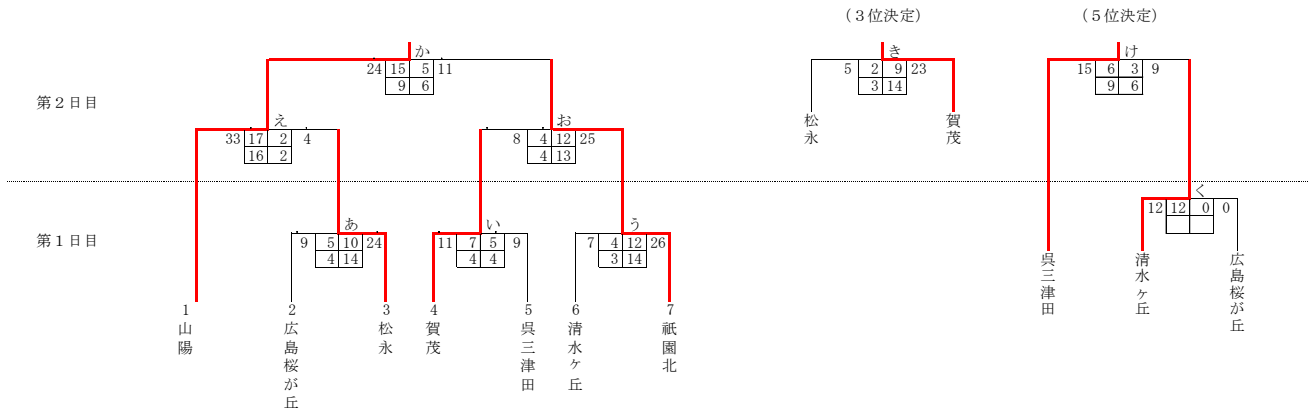 （３位決定）
（５位決定）
か
き
け
24 15 5 11
9 6
5 2 9 23
3 14
15 6 3 9
9 6
第２日目
松永
賀茂
え
お
33 17 2 4
16 2
8 4 12 25
4 13
く
12 12 0 0
第１日目
あ
い
う
9 5 10 24
4 14
11 7 5 9
4 4
7 4 12 26
3 14
呉三津田
清水ヶ丘
広島桜が丘
1 山陽
2 広島桜が丘
3 松永
4 賀茂
5 呉三津田
6 清水ケ丘
7 祇園北